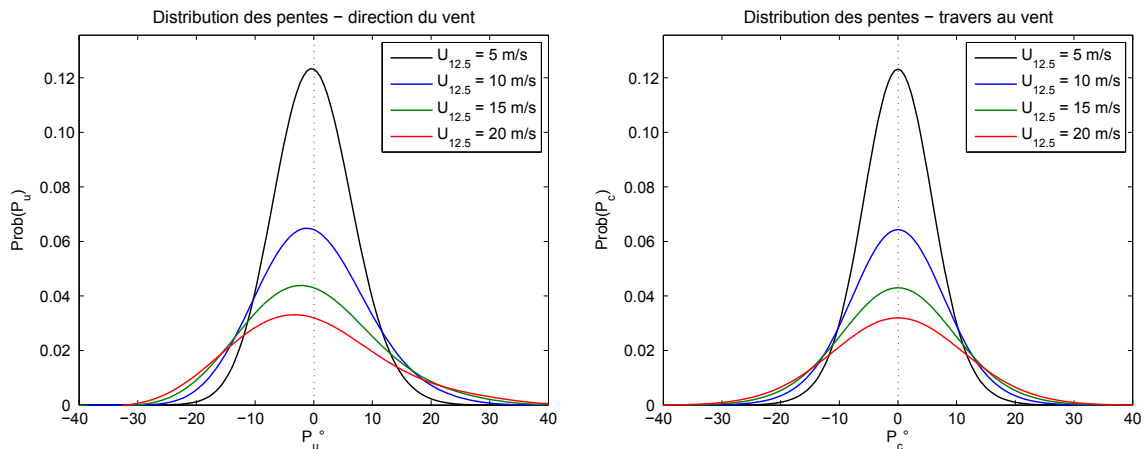 Distribution des pentes − direction du vent
U12.5 = 5 m/s
U12.5 = 10 m/s
U12.5 = 15 m/s
U12.5 = 20 m/s
Prob(Pu)
0.12
0.10
0.08
0.06
0.04
0.02
0
−40 −30 −20 −10 0 10 20 30 40
Pu°
Distribution des pentes − travers au vent
U12.5 = 5 m/s
U12.5 = 10 m/s
U12.5 = 15 m/s
U12.5 = 20 m/s
Prob(Pc)
0.12
0.10
0.08
0.06
0.04
0.02
0
−40 −30 −20 −10 0 10 20 30 40
Pc°